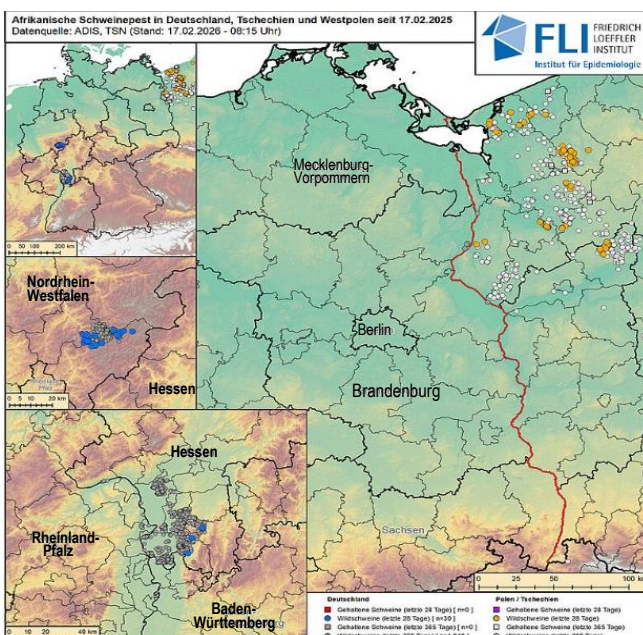 Afrikanische Schweinepest in Deutschland, Tschechien und Westpolen seit 17.02.2025
Datenquelle: ADIS, TSN (Stand: 17.02.2026 - 08:15 Uhr)
FLI
FRIEDRICH
LOEFFLER
INSTITUT
Institut für Epidemiologie
0 50 100 200 km
Nordrhein-
Westfalen
Rheinland-
Pfalz
Hessen
0 5 10 20 km
Hessen
Rheinland-
Pfalz
Baden-
Württemberg
0 20 40 km
Mecklenburg-
Vorpommern
Berlin
Brandenburg
Sachsen
0 25 50 100 km
Deutschland
Gehaltene Schweine (letzte 28 Tage) [ n=0 ]
Wildschweine (letzte 28 Tage) [ n=30 ]
Gehaltene Schweine (letzte 365 Tage) [ n=0 ]
Polen / Tschechien
Gehaltene Schweine (letzte 28 Tage)
Wildschweine (letzte 28 Tage)
Gehaltene Schweine (letzte 365 Tage)